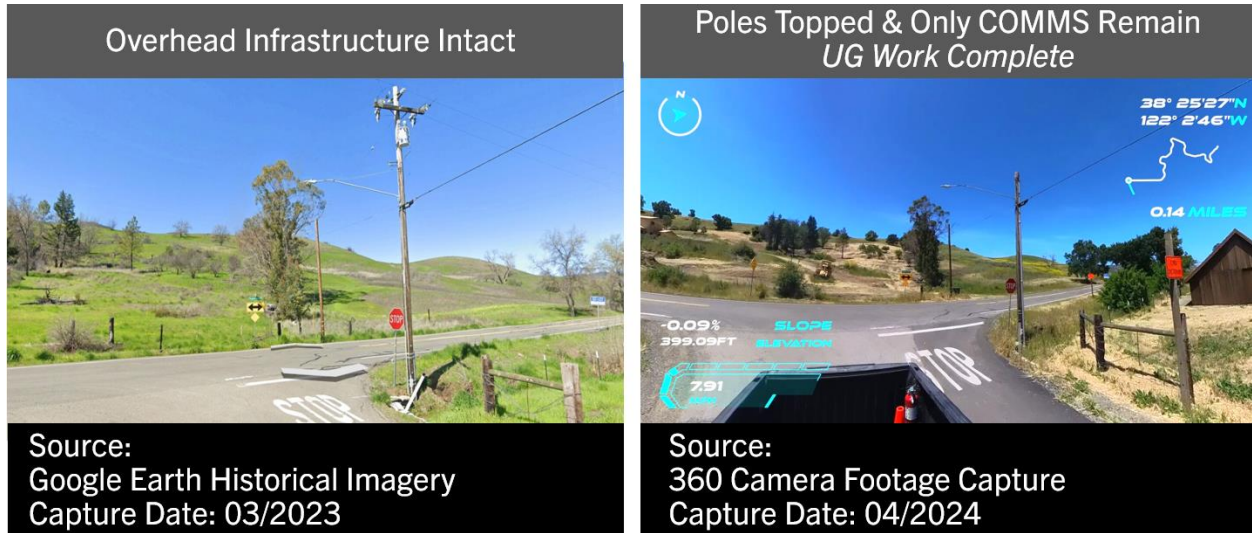 Overhead Infrastructure Intact
STOP
STOP
Source:
Google Earth Historical Imagery
Capture Date: 03/2023
Poles Topped & Only COMMS Remain
UG Work Complete
N
38° 25'27"N
122° 2'46"W
0.14 MILES
STOP
-0.09% SLOPE
399.09FT ELEVATION
7.91
STOP
Source:
360 Camera Footage Capture
Capture Date: 04/2024